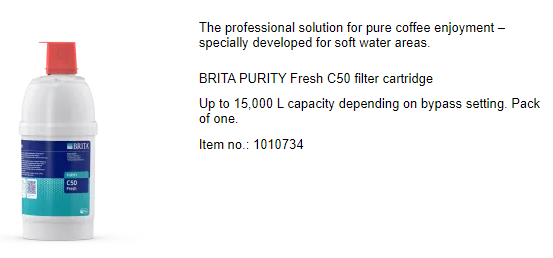 The professional solution for pure coffee enjoyment –
specially developed for soft water areas.
BRITA PURITY Fresh C50 filter cartridge
Up to 15,000 L capacity depending on bypass setting. Pack
of one.
Item no.: 1010734
BRITA
PURITY
C50
Fresh